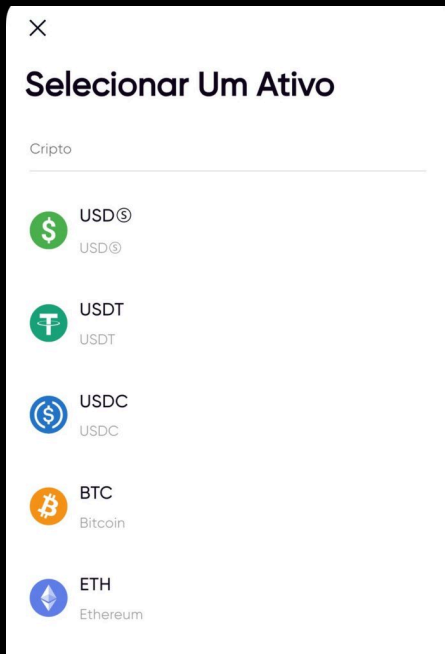 Selecionar Um Ativo
Cripto
USDⓈ
USDⓈ
USDT
USDT
USDC
USDC
BTC
Bitcoin
ETH
Ethereum